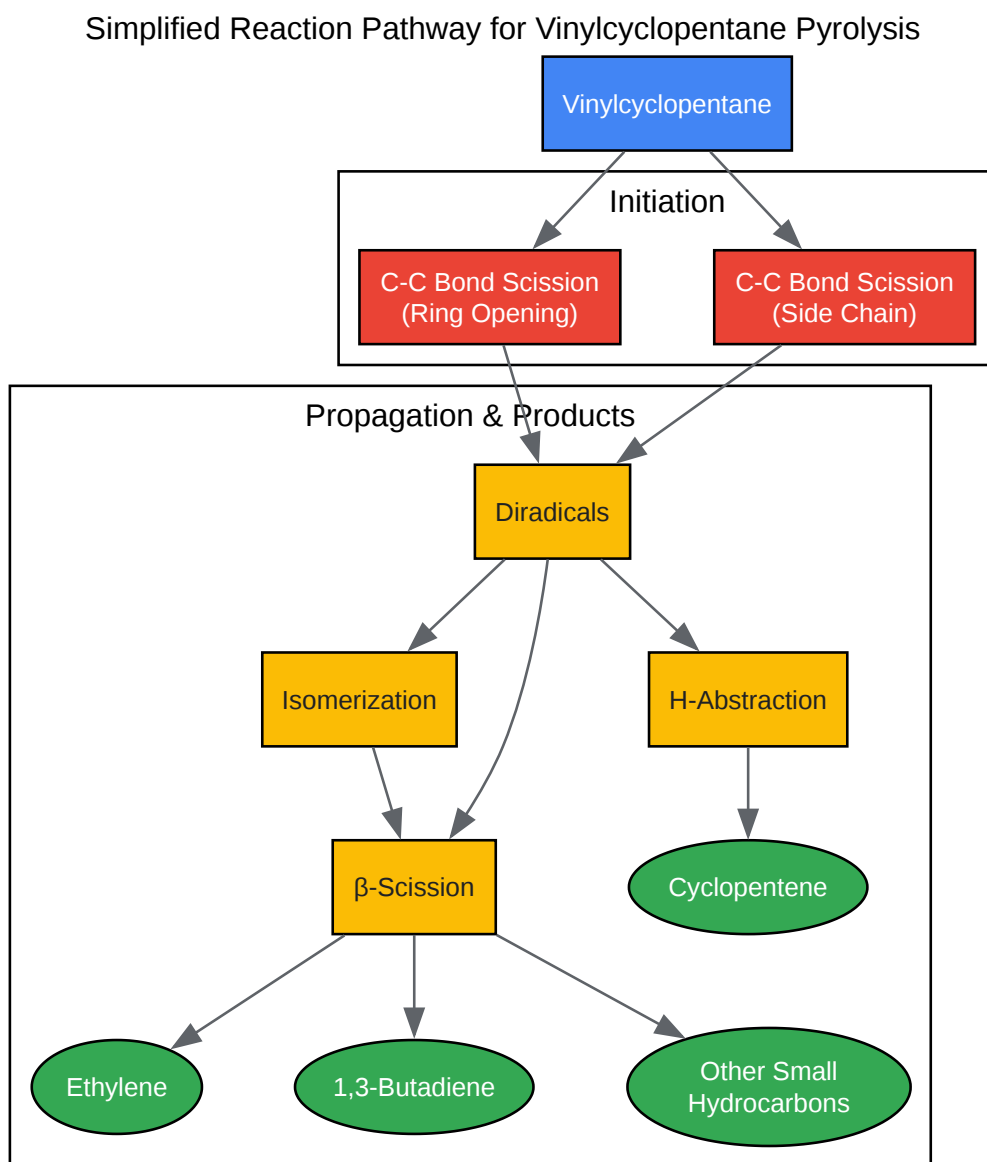 Simplified Reaction Pathway for Vinylcyclopentane Pyrolysis
Vinylcyclopentane
Initiation
C-C Bond Scission
(Ring Opening)
C-C Bond Scission
(Side Chain)
Propagation & Products
Diradicals
Isomerization
H-Abstraction
β-Scission
Cyclopentene
Ethylene
1,3-Butadiene
Other Small
Hydrocarbons